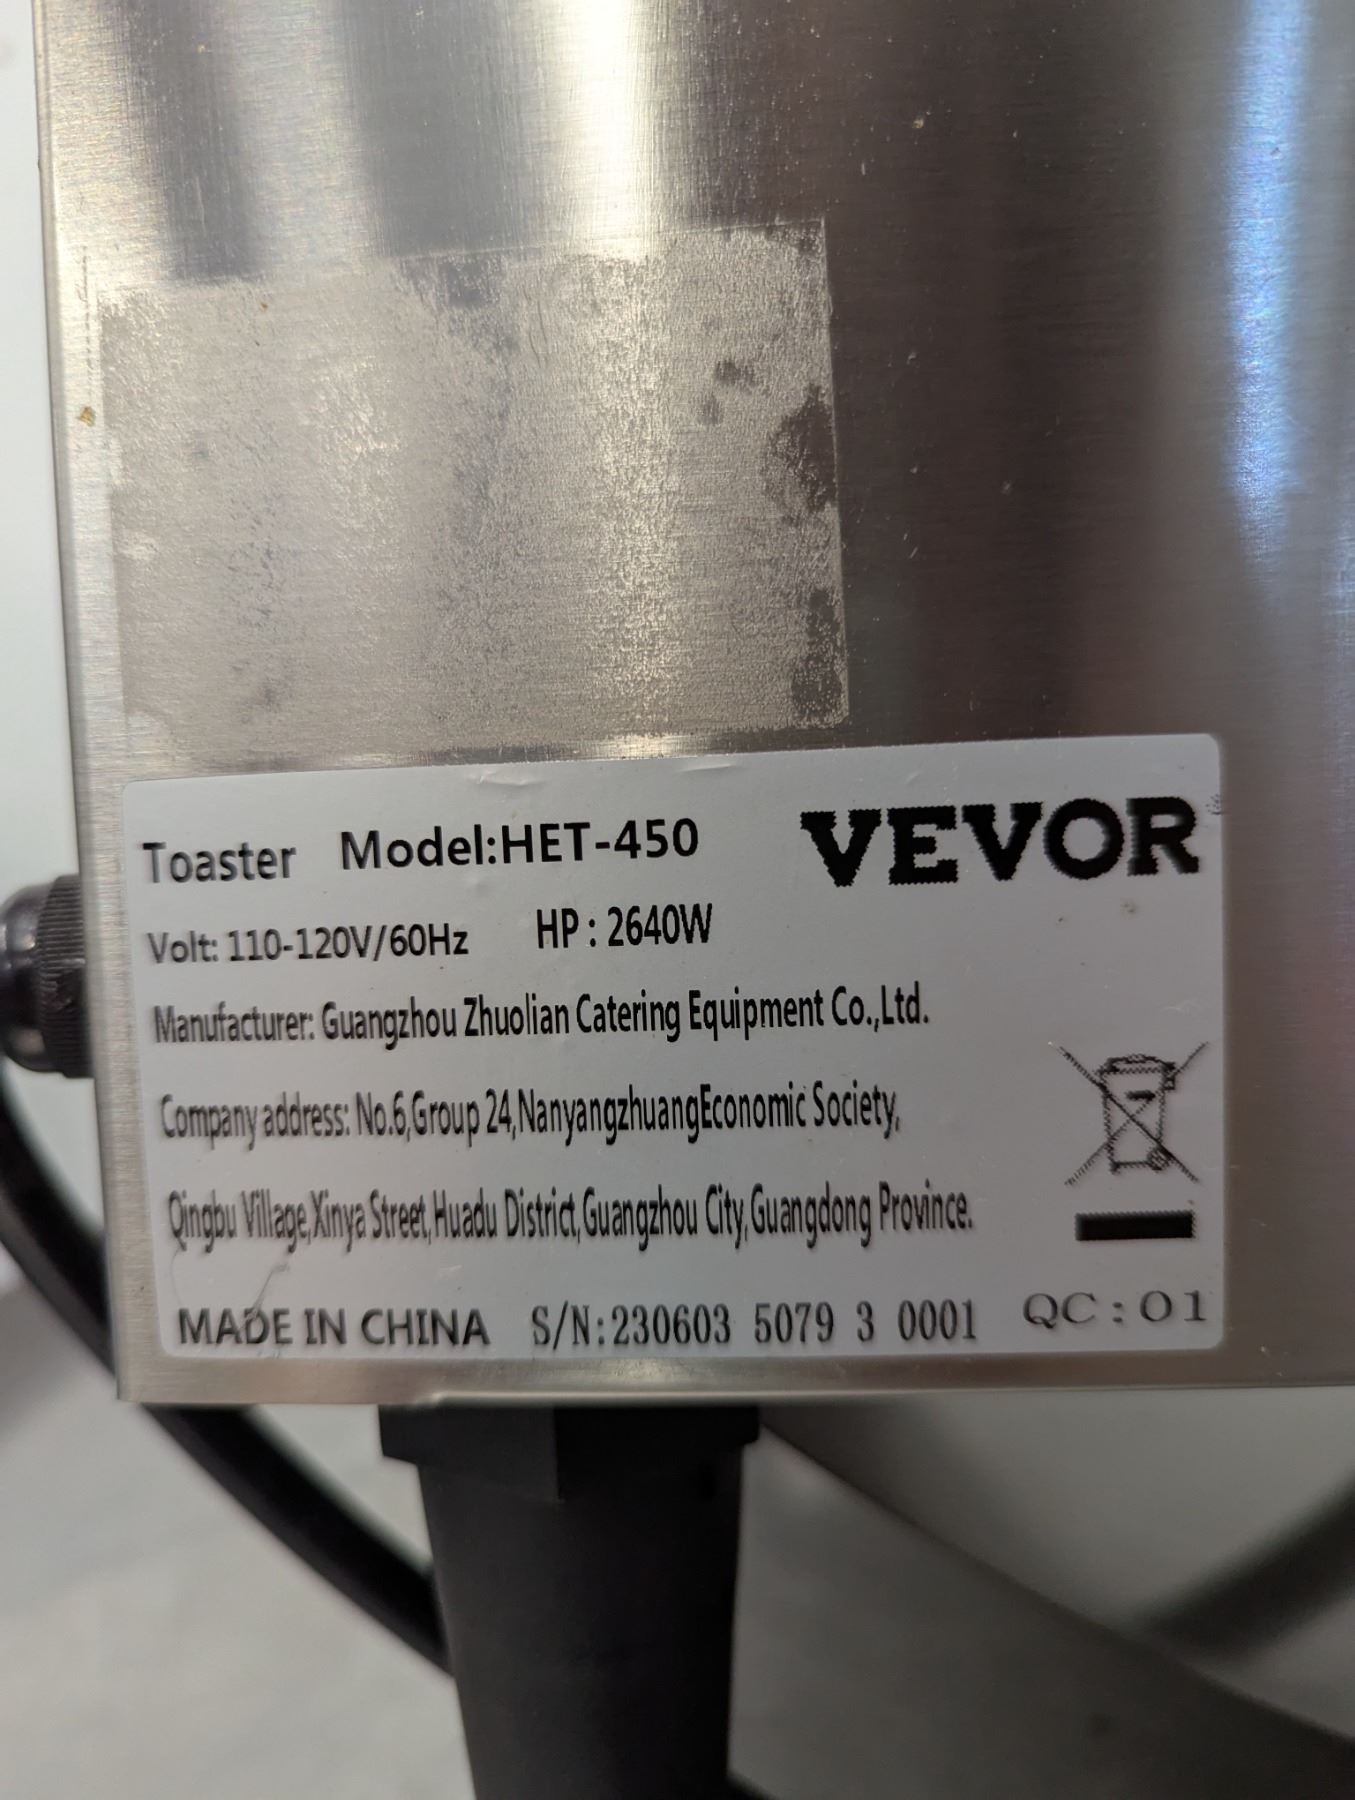 Toaster Model:HET-450 VEVOR
Volt: 110-120V/60Hz HP : 2640W
Manufacturer: Guangzhou Zhuolian Catering Equipment Co.,Ltd.
Company address: No.6,Group 24,NanyangzhuangEconomic Society,
Qingbu Village,Xinya Street,Huadu District,Guangzhou City,Guangdong Province.
MADE IN CHINA S/N:230603 5079 3 0001 QC:01